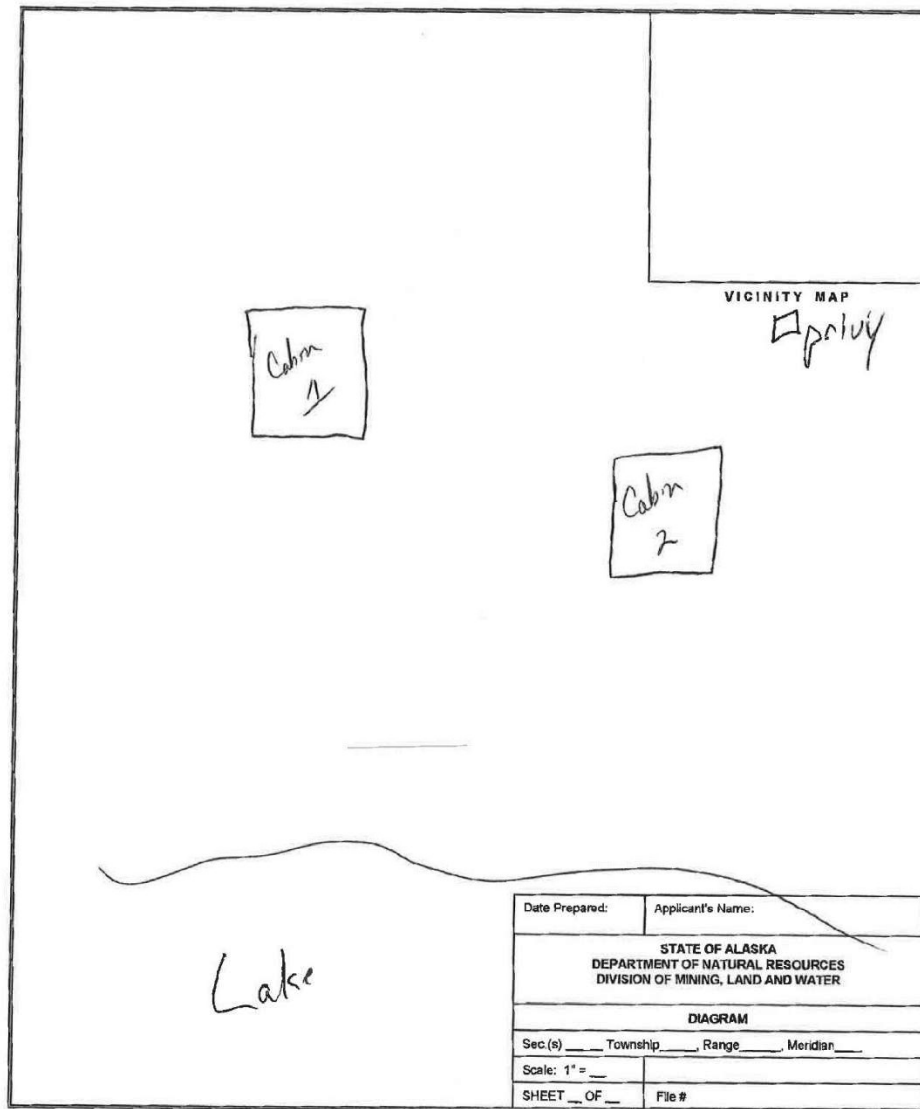 VICINITY MAP
privy
Cabin
1
Cabin
2
Lake
Date Prepared: Applicant's Name:
STATE OF ALASKA
DEPARTMENT OF NATURAL RESOURCES
DIVISION OF MINING, LAND AND WATER
DIAGRAM
Sec.(s) ___ Township____, Range_____, Meridian___
Scale: 1" = __
SHEET __ OF __ File #